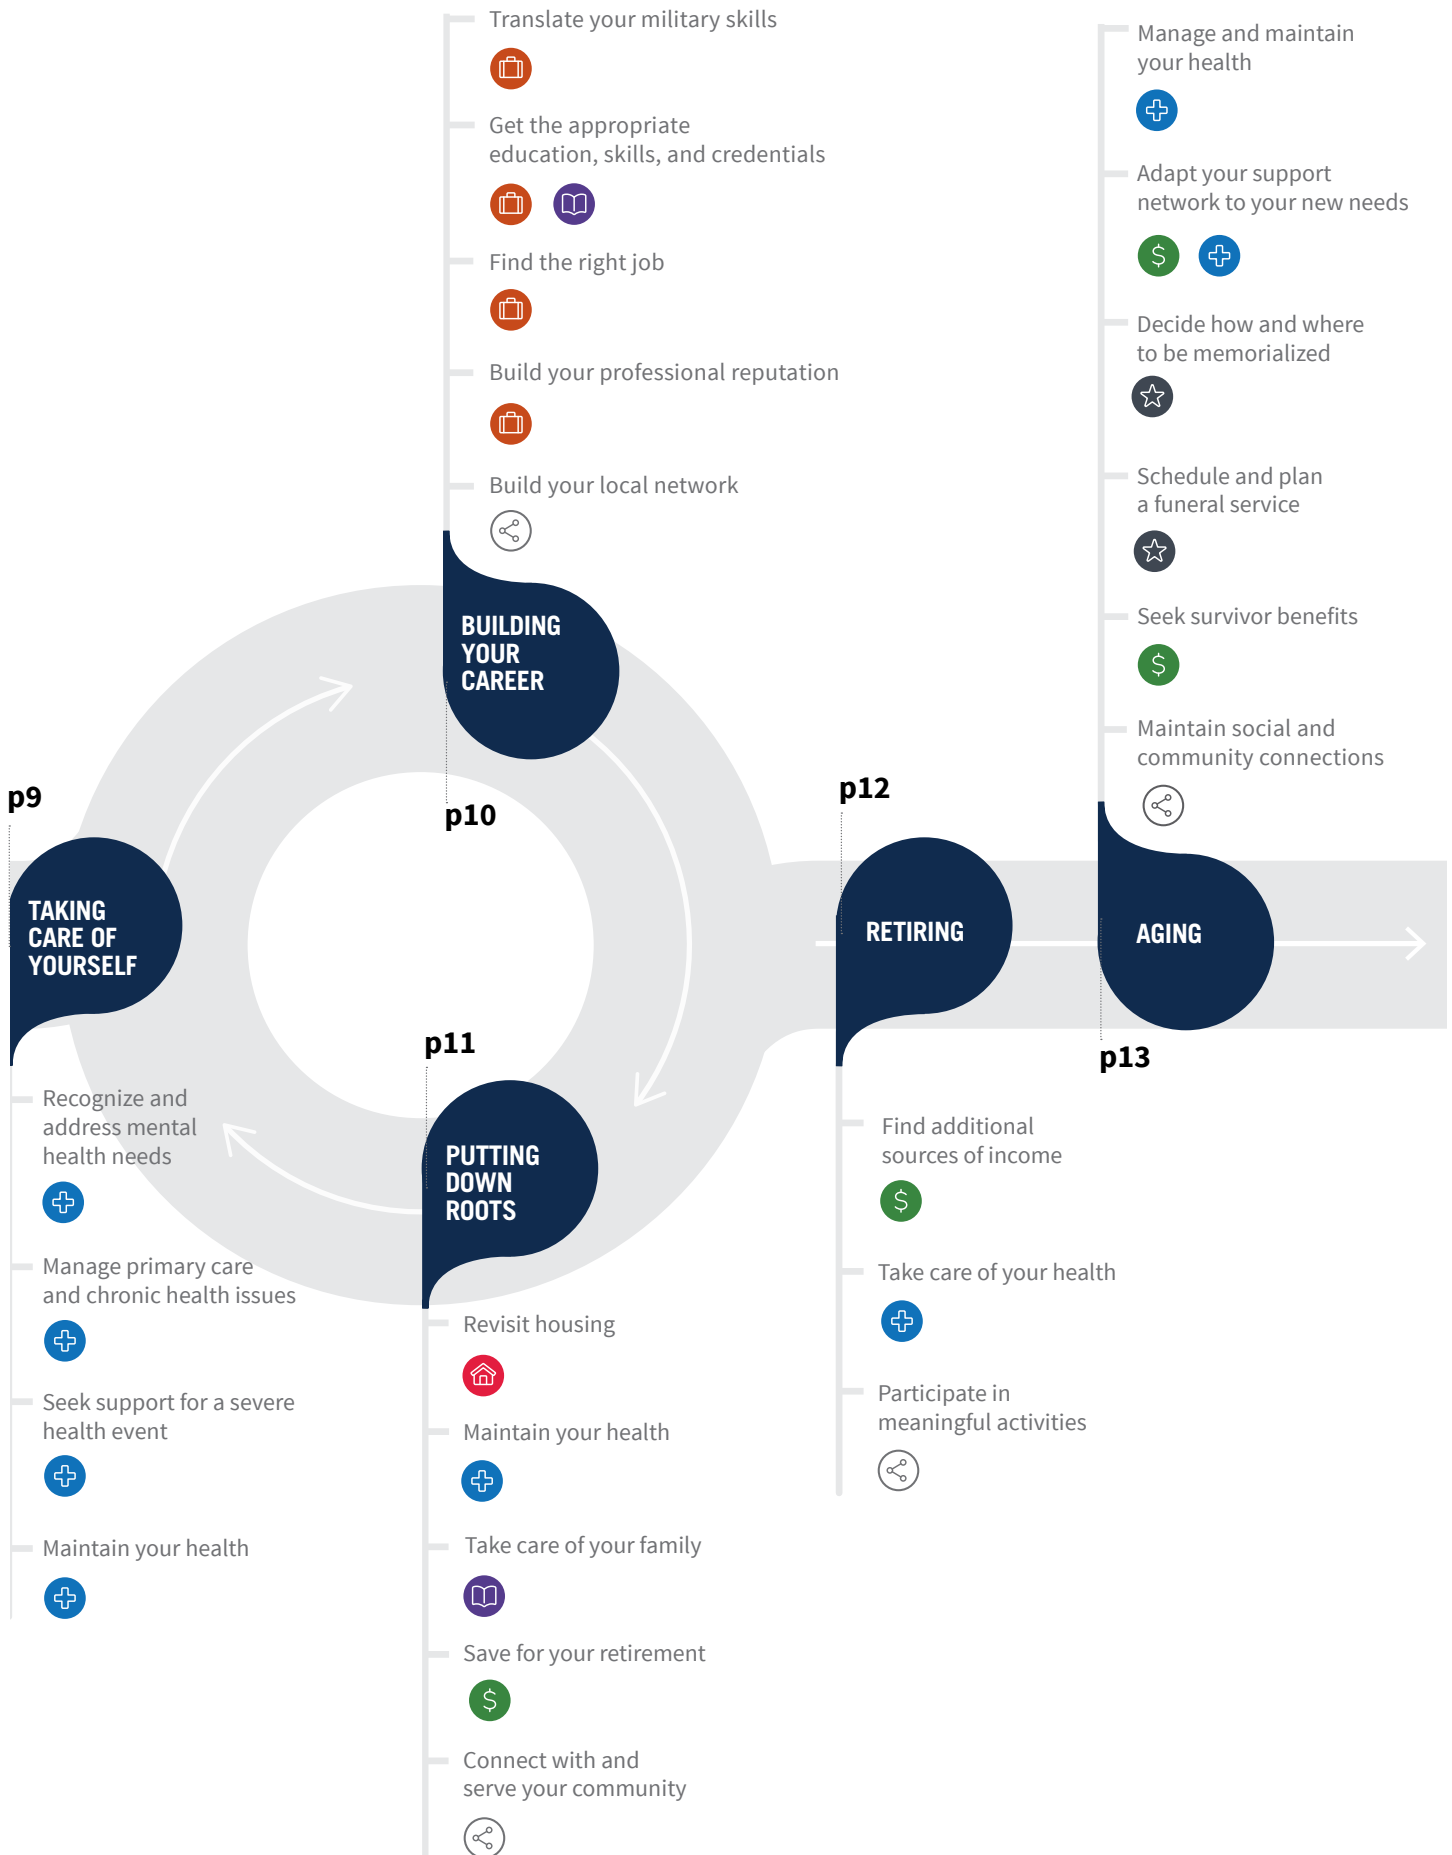 Translate your military skills
Get the appropriate
education, skills, and credentials
Find the right job
Build your professional reputation
Build your local network
BUILDING
YOUR
CAREER
p10
Manage and maintain
your health
Adapt your support
network to your new needs
$
Decide how and where
to be memorialized
Schedule and plan
a funeral service
Seek survivor benefits
$
Maintain social and
community connections
AGING
p13
p9
TAKING
CARE OF
YOURSELF
Recognize and
address mental
health needs
Manage primary care
and chronic health issues
Seek support for a severe
health event
Maintain your health
p11
PUTTING
DOWN
ROOTS
Revisit housing
Maintain your health
Take care of your family
Save for your retirement
$
Connect with and
serve your community
p12
RETIRING
Find additional
sources of income
$
Take care of your health
Participate in
meaningful activities